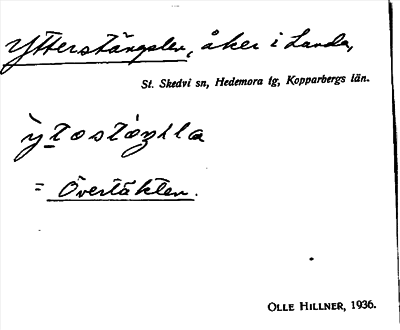 Ytterstängslen, åker i Landa,
St. Skedvi sn, Hedemora tg, Kopparbergs län.
= Övertäkten.
OLLE HILLNER, 1936.